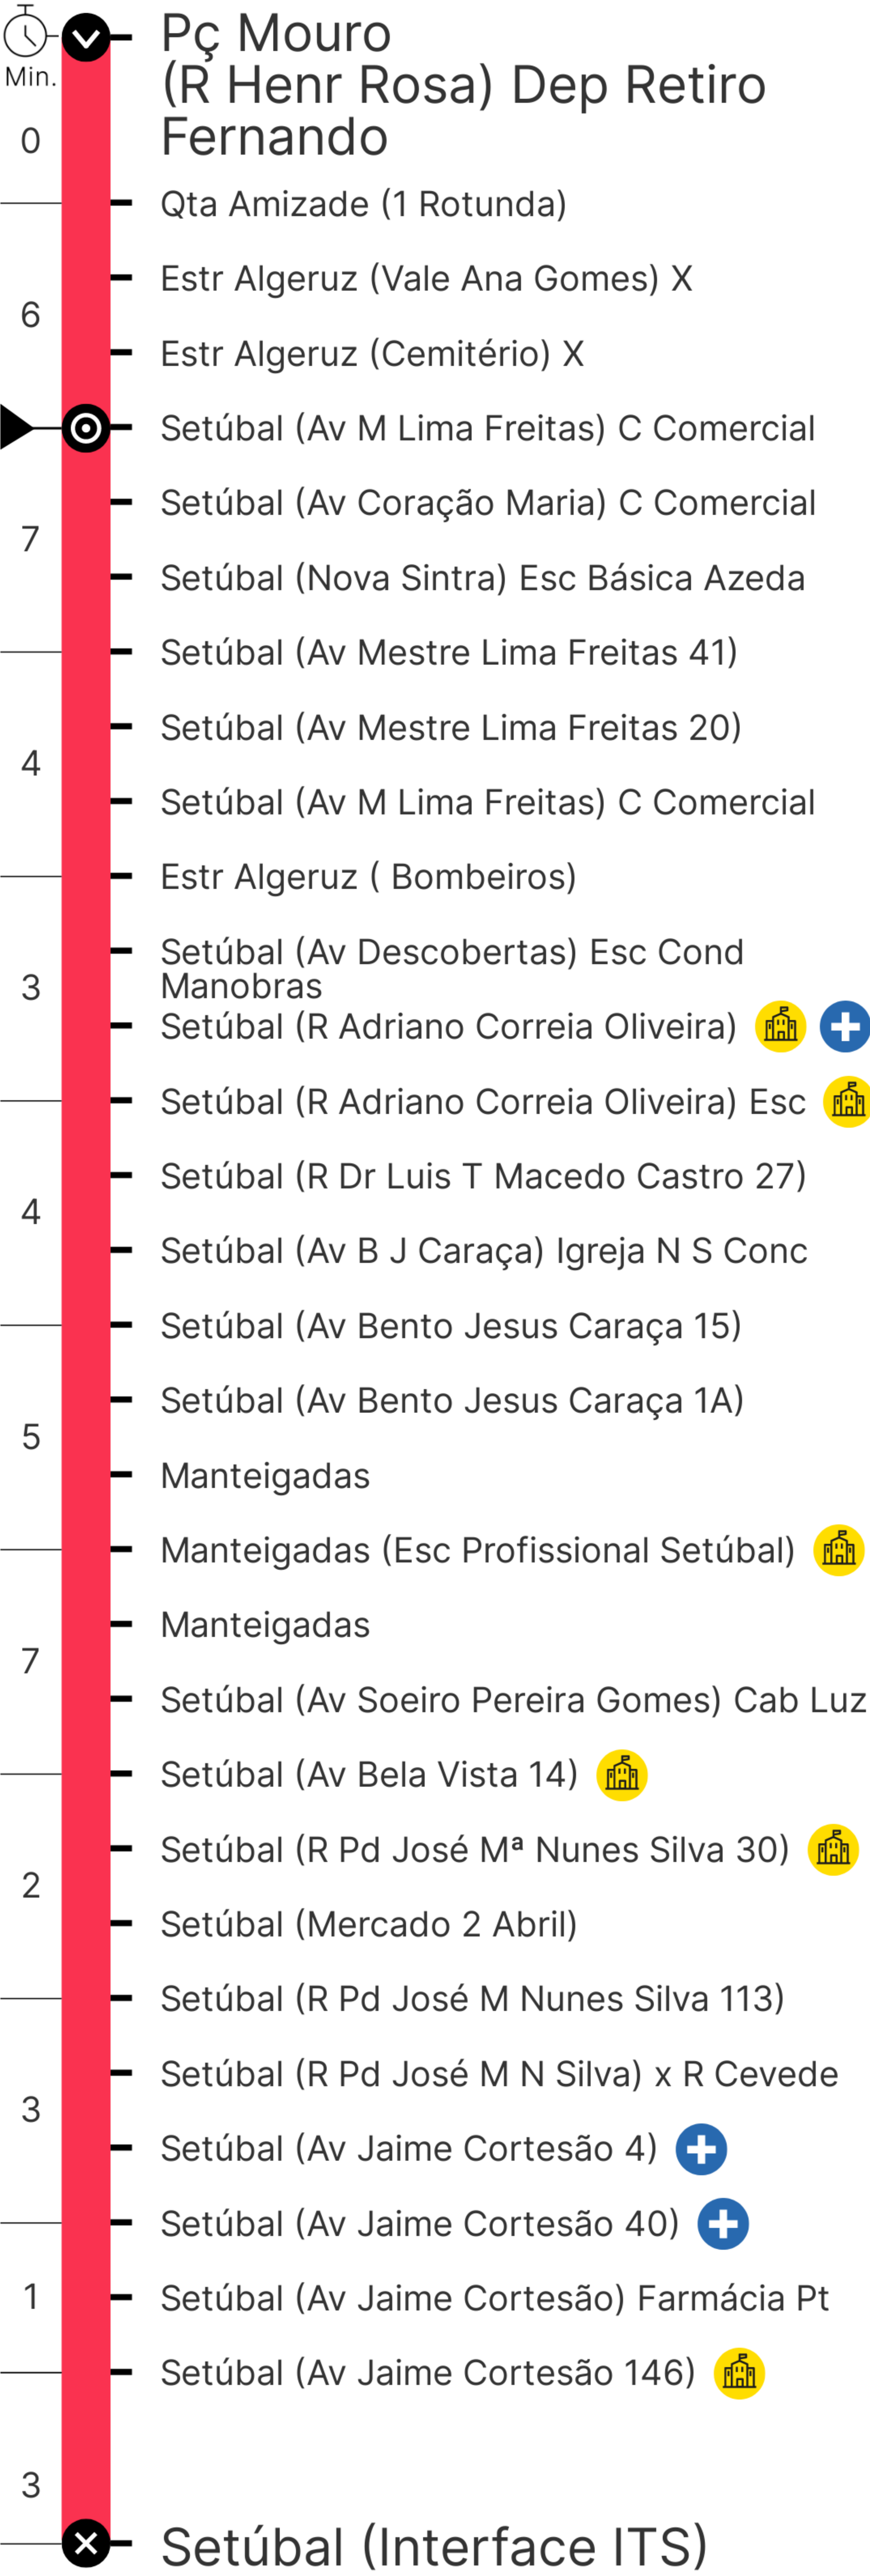 Min.
Pç Mouro
(R Henr Rosa) Dep Retiro
Fernando
0
Qta Amizade (1 Rotunda)
Estr Algeruz (Vale Ana Gomes) X
6
Estr Algeruz (Cemitério) X
Setúbal (Av M Lima Freitas) C Comercial
Setúbal (Av Coração Maria) C Comercial
7
Setúbal (Nova Sintra) Esc Básica Azeda
Setúbal (Av Mestre Lima Freitas 41)
Setúbal (Av Mestre Lima Freitas 20)
4
Setúbal (Av M Lima Freitas) C Comercial
Estr Algeruz ( Bombeiros)
Setúbal (Av Descobertas) Esc Cond
Manobras
3
Setúbal (R Adriano Correia Oliveira)
Setúbal (R Adriano Correia Oliveira) Esc
Setúbal (R Dr Luis T Macedo Castro 27)
4
Setúbal (Av B J Caraça) Igreja N S Conc
Setúbal (Av Bento Jesus Caraça 15)
Setúbal (Av Bento Jesus Caraça 1A)
5
Manteigadas
Manteigadas (Esc Profissional Setúbal)
Manteigadas
7
Setúbal (Av Soeiro Pereira Gomes) Cab Luz
Setúbal (Av Bela Vista 14)
Setúbal (R Pd José Mª Nunes Silva 30)
2
Setúbal (Mercado 2 Abril)
Setúbal (R Pd José M Nunes Silva 113)
Setúbal (R Pd José M N Silva) x R Cevede
3
Setúbal (Av Jaime Cortesão 4)
Setúbal (Av Jaime Cortesão 40)
1
Setúbal (Av Jaime Cortesão) Farmácia Pt
Setúbal (Av Jaime Cortesão 146)
3
Setúbal (Interface ITS)